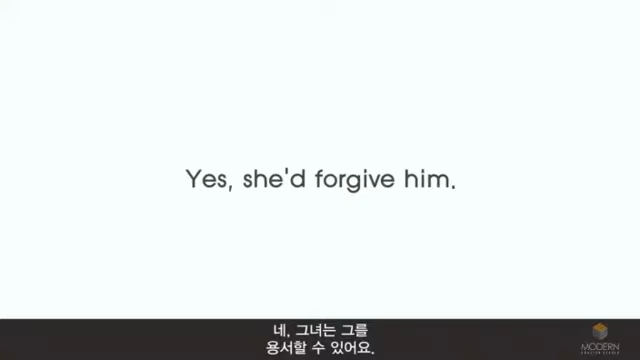 Yes, she'd forgive him.
네, 그녀는 그를
용서할 수 있어요.
MODERN